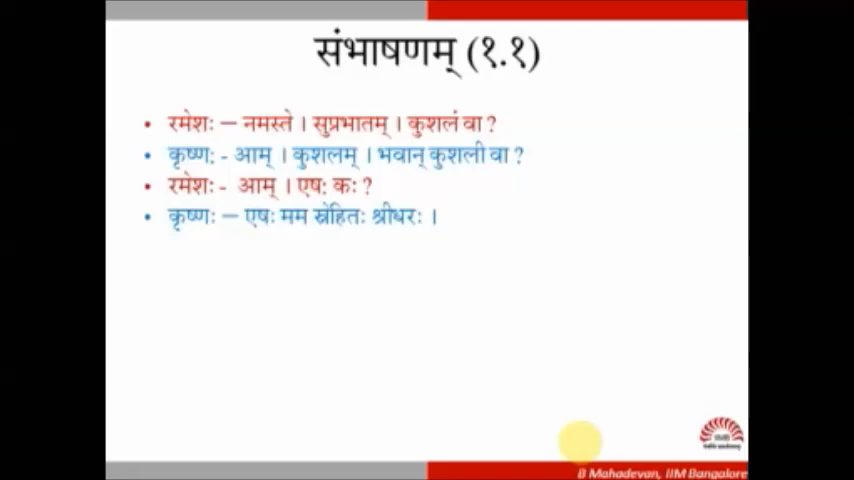 संभाषणम् (१.१)
• रमेशः – नमस्ते । सुप्रभातम् । कुशलं वा ?
• कृष्णः - आम् । कुशलम् । भवान् कुशली वा ?
• रमेशः - आम् । एषः कः ?
• कृष्णः – एषः मम स्नेहितः श्रीधरः ।
B Mahadevan, IIM Bangalore